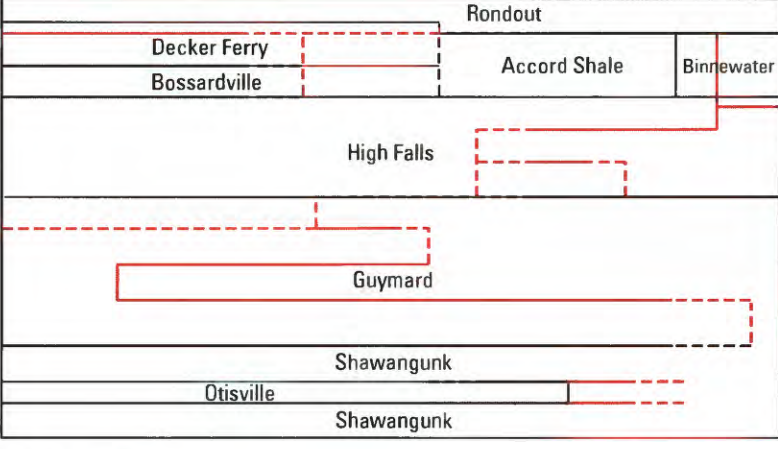 Rondout
Decker Ferry
Accord Shale
Binnewater
Bossardville
High Falls
Guymard
Shawangunk
Otisville
Shawangunk